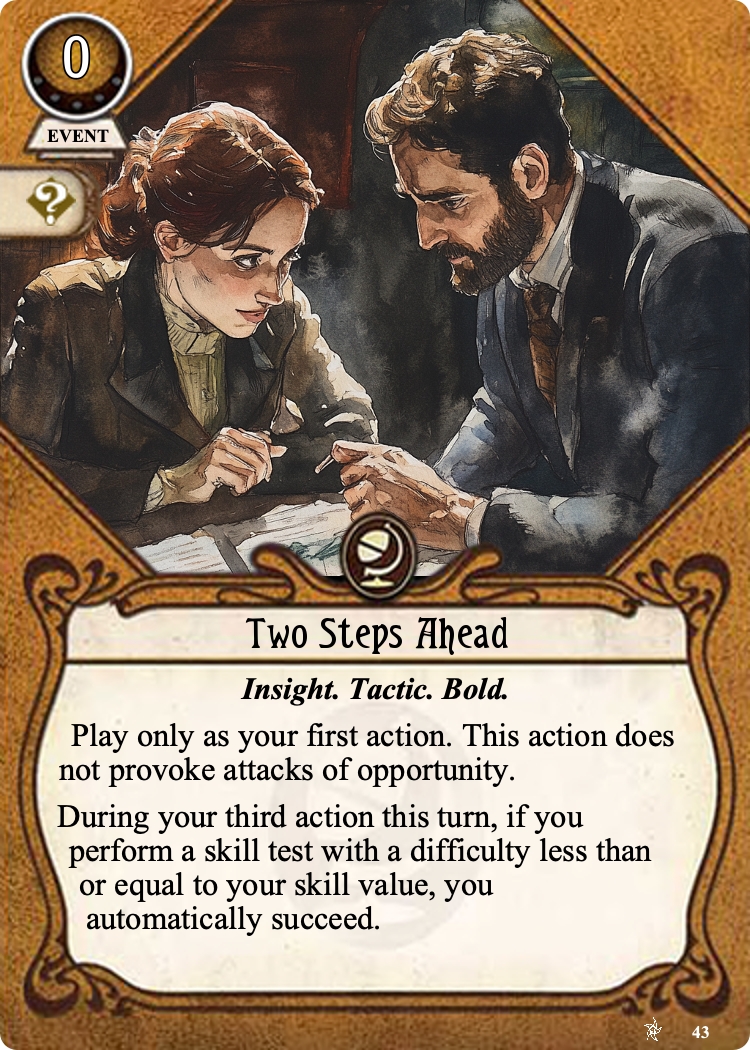 0
EVENT
?
Two Steps Ahead
Insight. Tactic. Bold.
Play only as your first action. This action does
not provoke attacks of opportunity.
During your third action this turn, if you
perform a skill test with a difficulty less than
or equal to your skill value, you
automatically succeed.
43